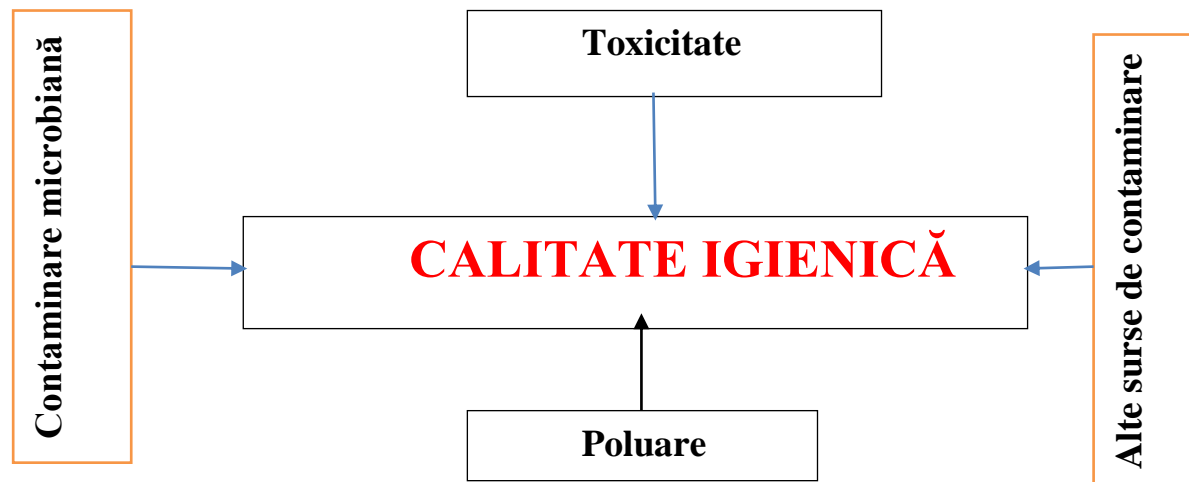 Toxicitate
Contaminare microbiană
CALITATE IGIENICĂ
Alte surse de contaminare
Poluare